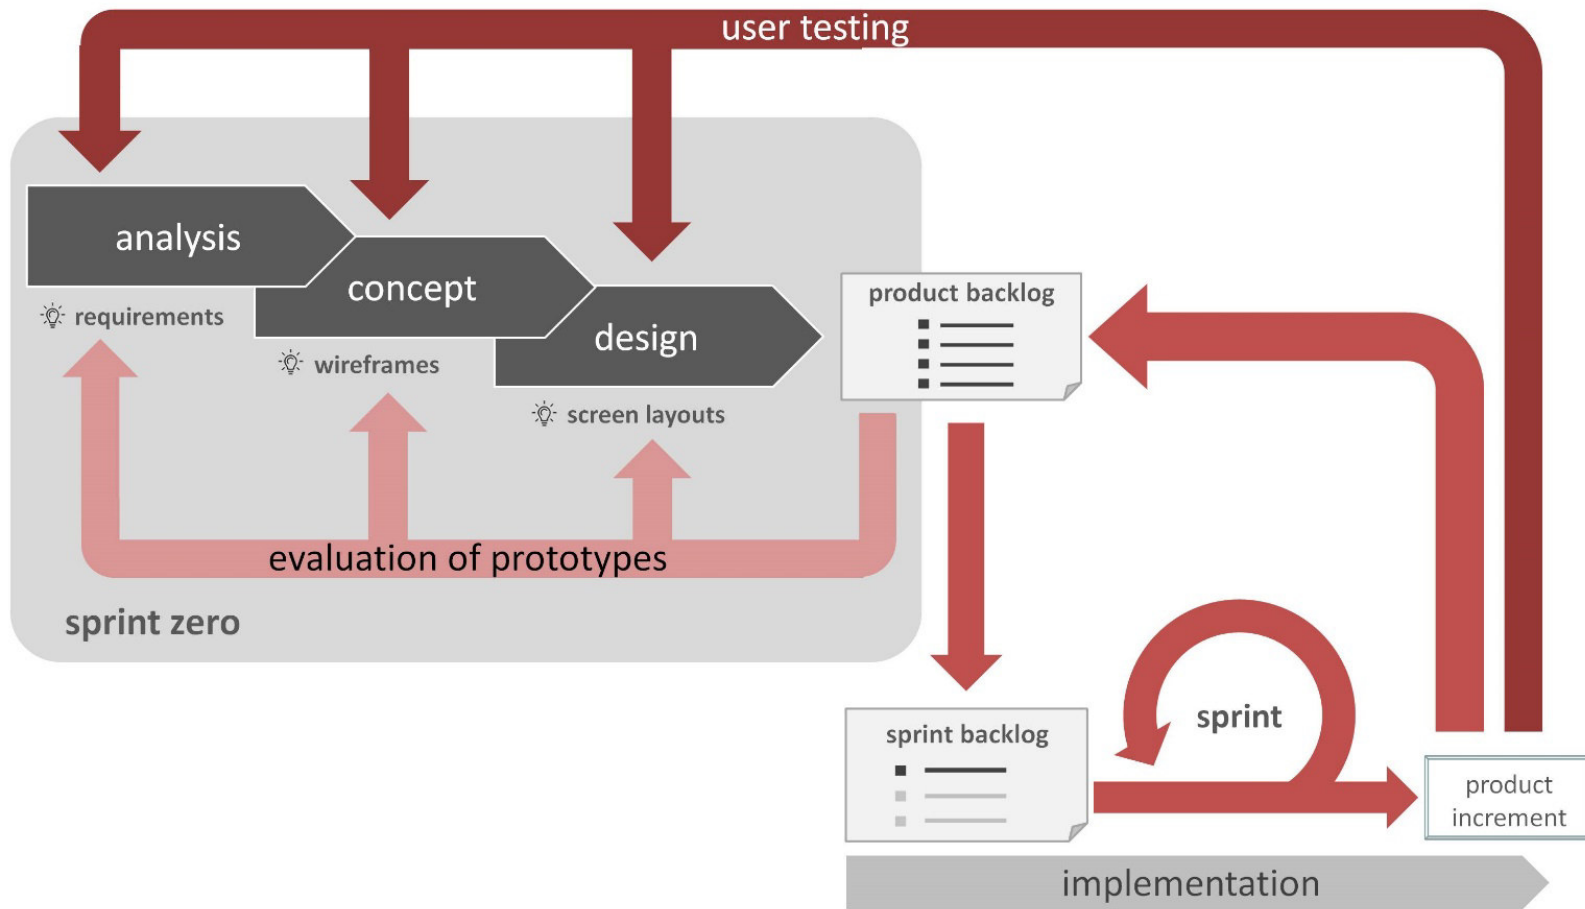 user testing
analysis
requirements
concept
wireframes
design
screen layouts
product backlog
evaluation of prototypes
sprint zero
sprint backlog
sprint
product
increment
implementation